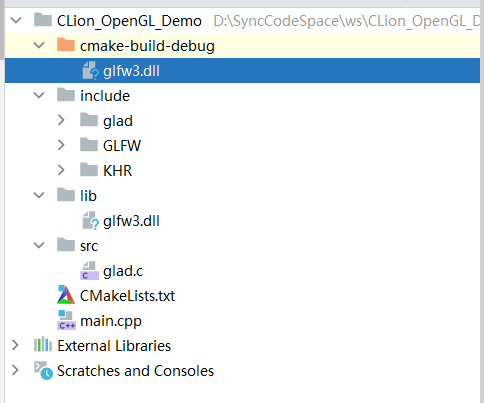 CLion_OpenGL_Demo D:\SyncCodeSpace\ws\CLion_OpenGL_D
cmake-build-debug
glfw3.dll
include
glad
GLFW
KHR
lib
glfw3.dll
src
glad.c
CMakeLists.txt
main.cpp
External Libraries
Scratches and Consoles